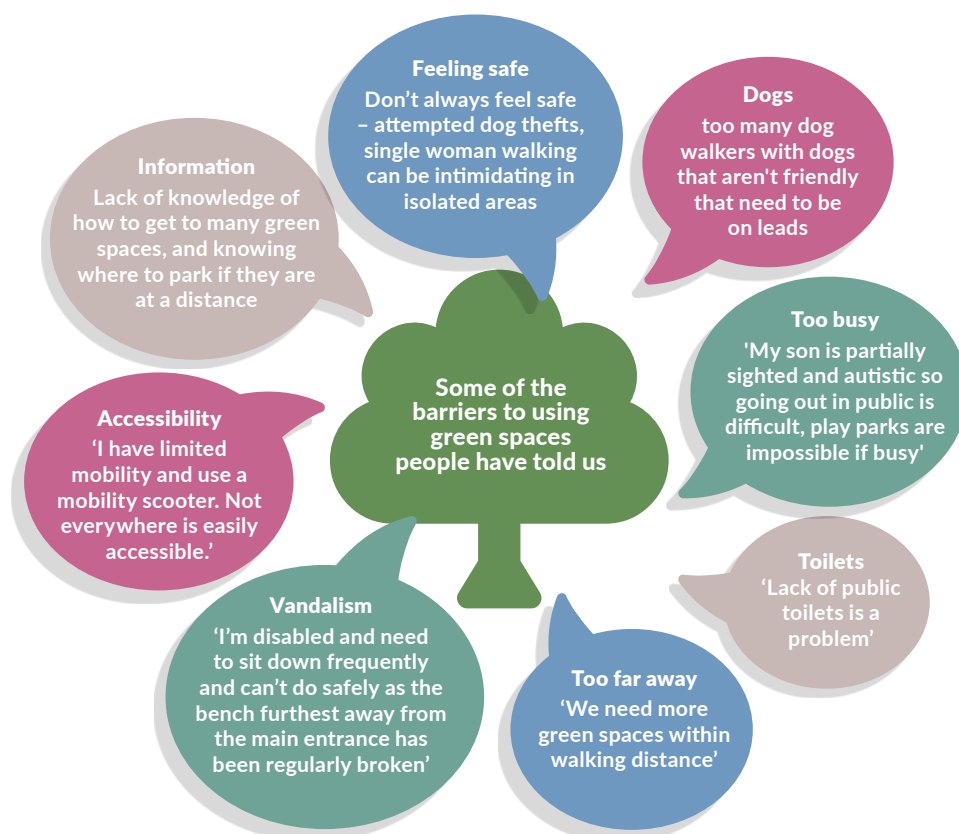 Feeling safe
Don’t always feel safe
– attempted dog thefts,
single woman walking
can be intimidating in
isolated areas
Dogs
too many dog
walkers with dogs
that aren't friendly
that need to be
on leads
Information
Lack of knowledge of
how to get to many green
spaces, and knowing
where to park if they are
at a distance
Too busy
'My son is partially
sighted and autistic so
going out in public is
difficult, play parks are
impossible if busy'
Some of the
barriers to using
green spaces
people have told us
Accessibility
‘I have limited
mobility and use a
mobility scooter. Not
everywhere is easily
accessible.’
Toilets
‘Lack of public
toilets is a
problem’
Vandalism
‘I’m disabled and need
to sit down frequently
and can’t do safely as the
bench furthest away from
the main entrance has
been regularly broken’
Too far away
‘We need more
green spaces within
walking distance’